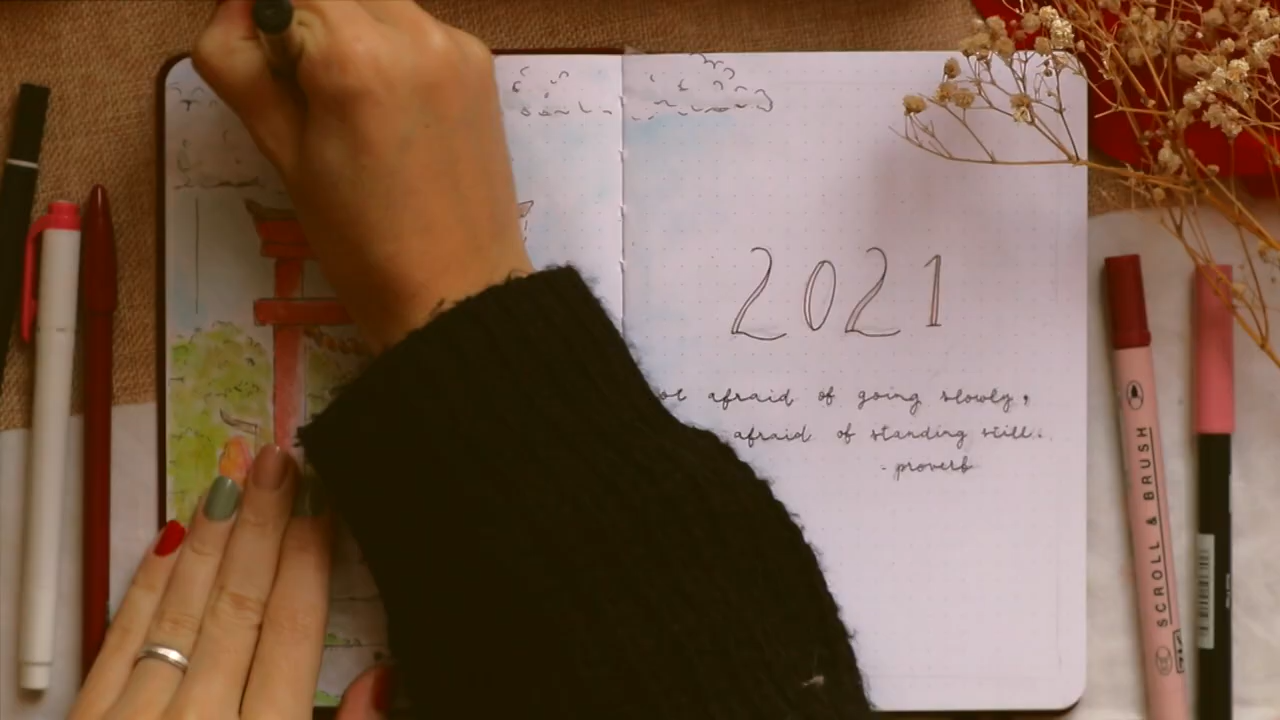 2021
afraid of going slowly,
afraid of standing still.
- proverb
SCROLL & BRUSH